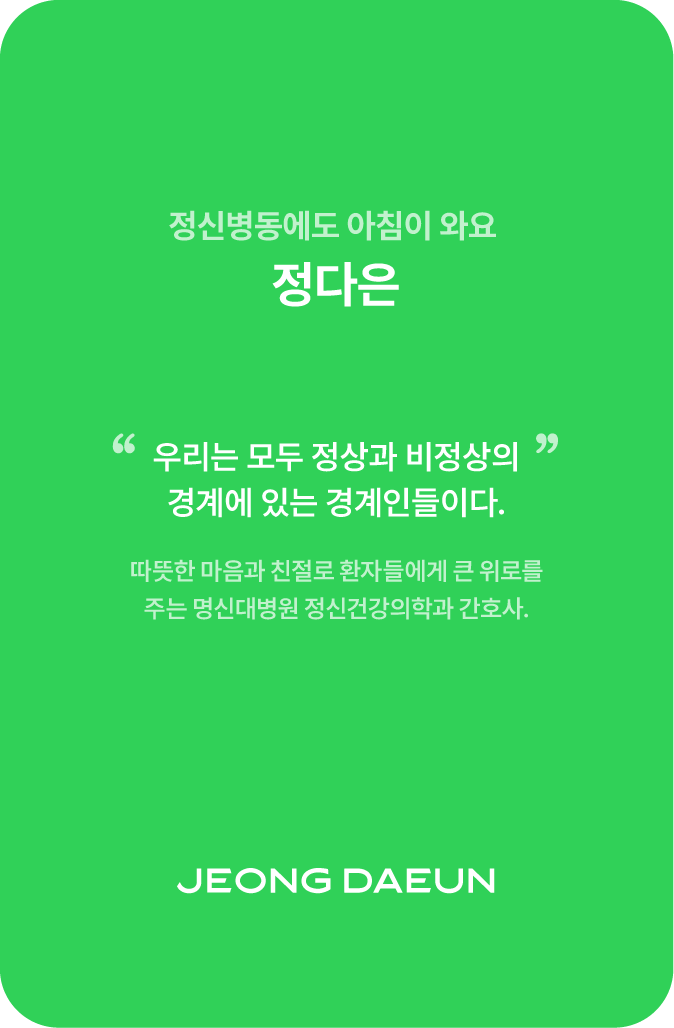 정신병동에도 아침이 와요
정다은
“ 우리는 모두 정상과 비정상의 ”
경계에 있는 경계인들이다.
따뜻한 마음과 친절로 환자들에게 큰 위로를
주는 명신대병원 정신건강의학과 간호사.
JEONG DAEUN